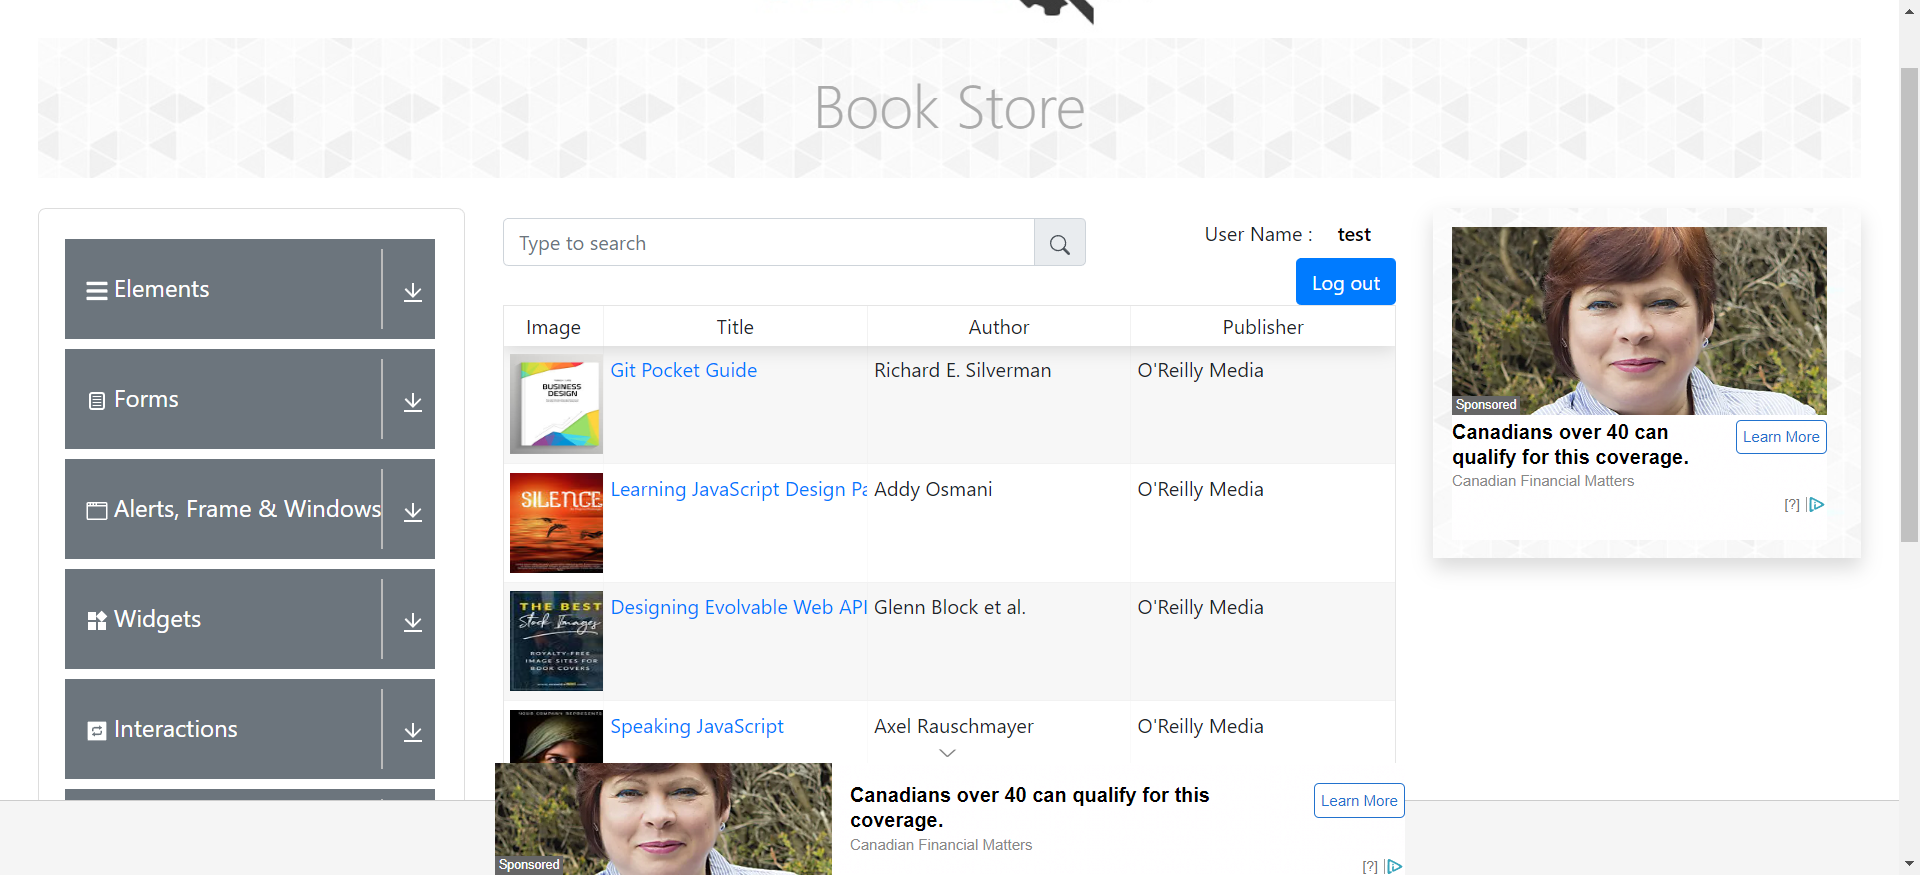 Book Store
Elements
Forms
Alerts, Frame & Windows
Widgets
Interactions
Type to search
User Name : test
Log out
Image Title Author Publisher
BUSINESS
DESIGN
Git Pocket Guide Richard E. Silverman O'Reilly Media
SILENCE
Learning JavaScript Design Pa Addy Osmani O'Reilly Media
THE BEST
Stock Images
ROYALTY-FREE
IMAGE SITES FOR
BOOK COVERS
Designing Evolvable Web API Glenn Block et al. O'Reilly Media
YOUR COMPANY REPRESENTS
Speaking JavaScript Axel Rauschmayer O'Reilly Media
Sponsored
Canadians over 40 can
qualify for this coverage.
Learn More
Canadian Financial Matters
[?]
Sponsored
Canadians over 40 can qualify for this
coverage.
Canadian Financial Matters
Learn More
[?]